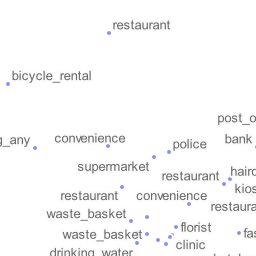 restaurant
bicycle_rental
post_o
g_any
convenience
police
bank
supermarket
restaurant
hairc
kios
restaurant
convenience
restaura
waste_basket
waste_basket
florist
fas
clinic
drinking_water